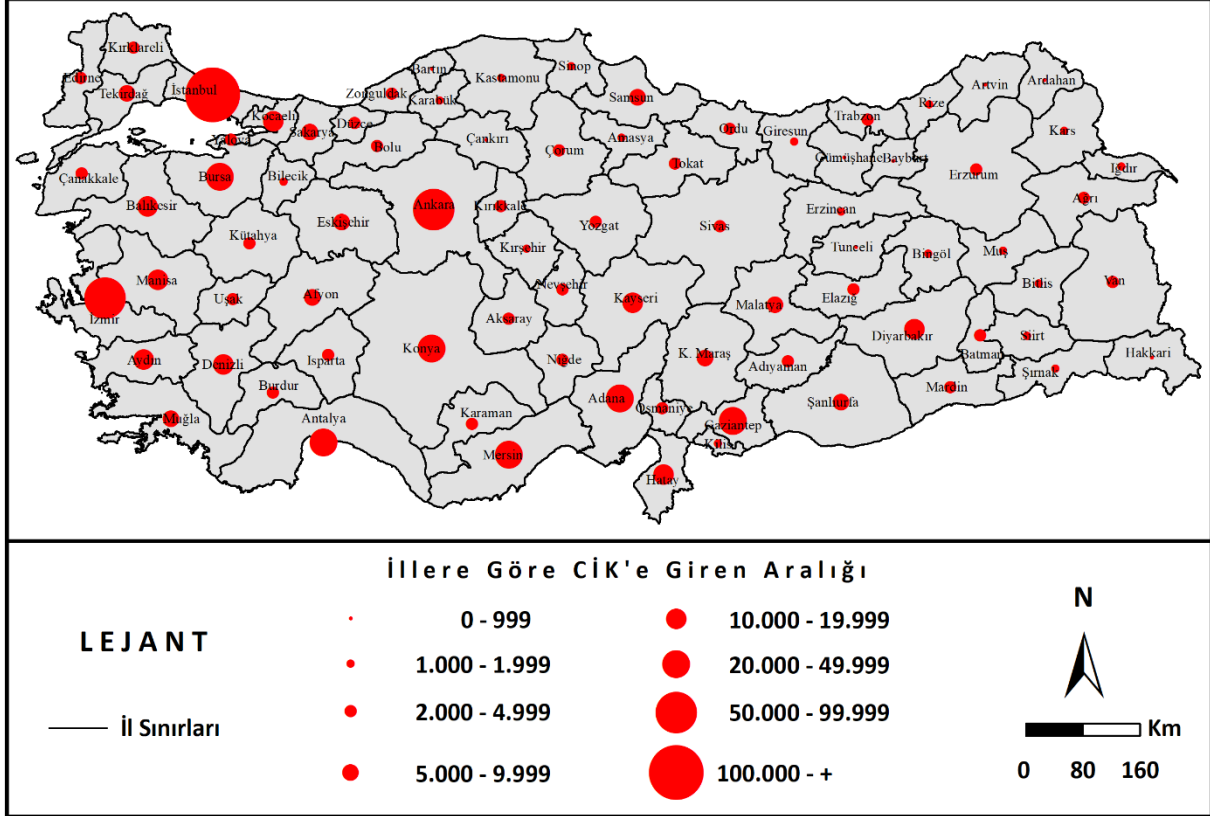 Kırklareli
Edirne
Tekirdağ
İstanbul
Kocaeli
Yalova
Sakarya
Düzce
Zonguldak
Bartın
Karabük
Kastamonu
Sinop
Samsun
Bolu
Çankırı
Çorum
Amasya
Tokat
Ordu
Giresun
Trabzon
Rize
Artvin
Ardahan
Kars
Gümüşhane
Bayburt
Erzurum
Iğdır
Ağrı
Çanakkale
Balıkesir
Bursa
Bilecik
Eskişehir
Ankara
Kırıkkale
Yozgat
Sivas
Erzincan
Tunceli
Bingöl
Muş
Kütahya
Kırşehir
Nevşehir
Kayseri
Malatya
Elazığ
Bitlis
Van
Manisa
İzmir
Uşak
Afyon
Aksaray
Konya
Niğde
K. Maraş
Adıyaman
Diyarbakır
Batman
Siirt
Şırnak
Hakkari
Aydın
Denizli
Isparta
Burdur
Muğla
Antalya
Karaman
Mersin
Adana
Osmaniye
Gaziantep
Kilis
Hatay
Şanlıurfa
Mardin
İllere Göre CİK'e Giren Aralığı
LEJANT
İl Sınırları
0 - 999
1.000 - 1.999
2.000 - 4.999
5.000 - 9.999
10.000 - 19.999
20.000 - 49.999
50.000 - 99.999
100.000 - +
N
Km
0 80 160